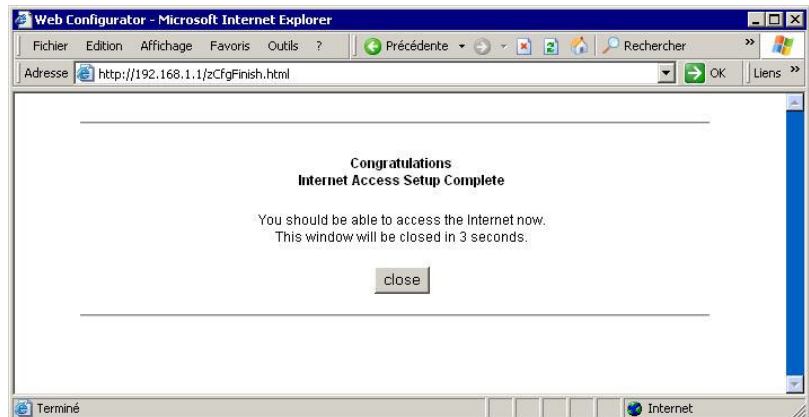 Web Configurator - Microsoft Internet Explorer
Fichier Edition Affichage Favoris Outils ? Précédente Rechercher »
Adresse http://192.168.1.1/zCfgFinish.html OK Liens »
Congratulations
Internet Access Setup Complete
You should be able to access the Internet now.
This window will be closed in 3 seconds.
close
Terminé Internet